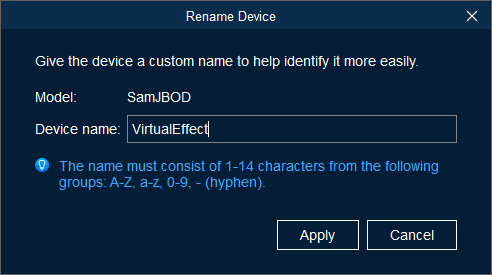 Rename Device
Give the device a custom name to help identify it more easily.
Model: SamJBOD
Device name: VirtualEffect
The name must consist of 1-14 characters from the following
groups: A-Z, a-z, 0-9, - (hyphen).
Apply Cancel